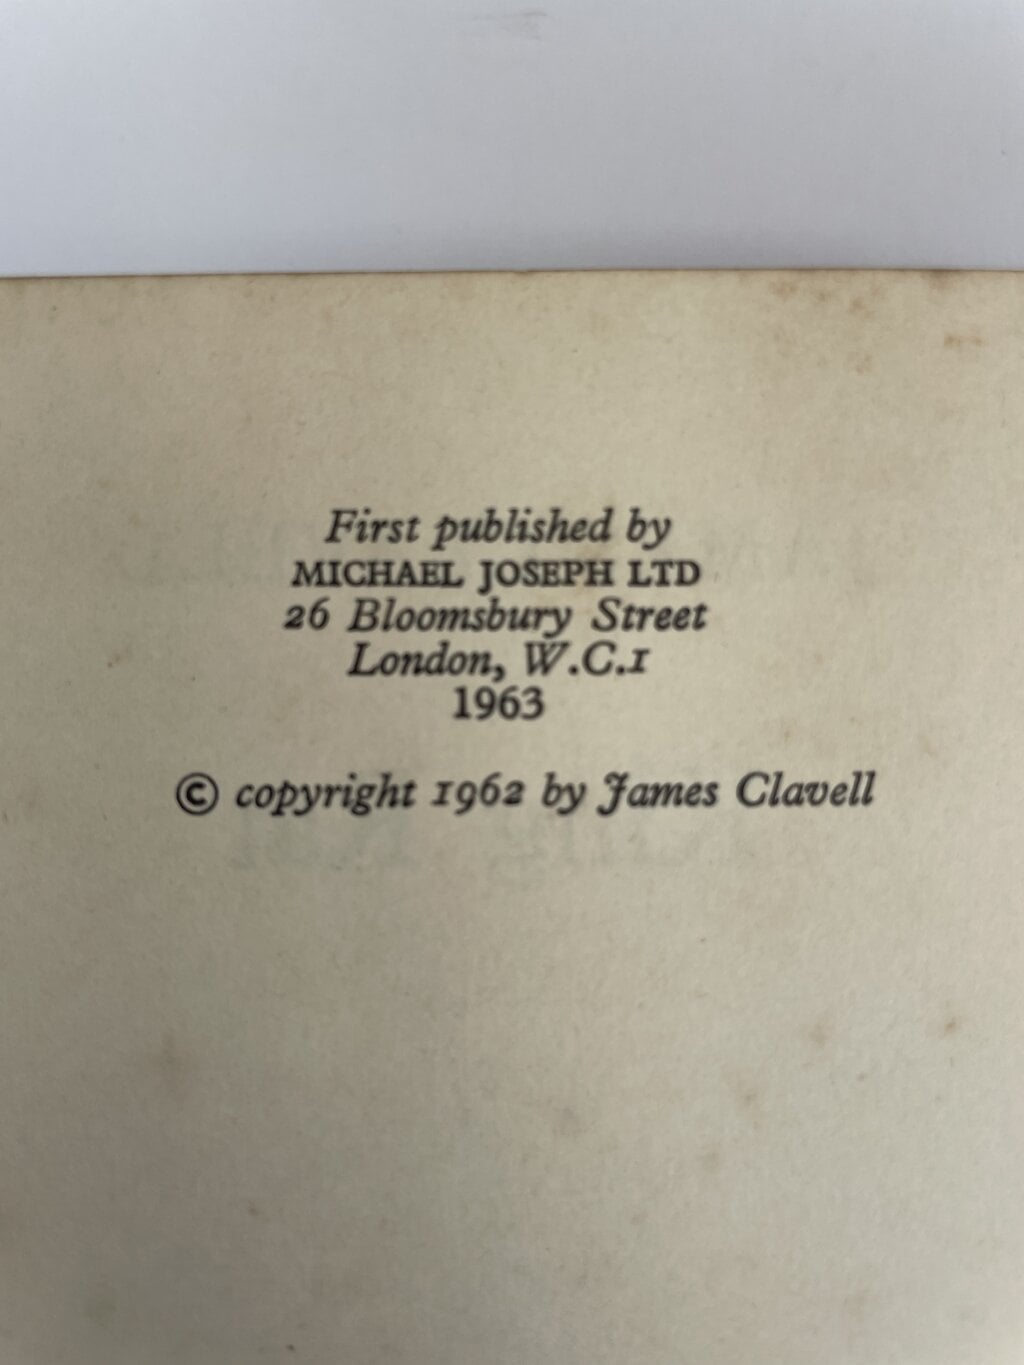 First published by
MICHAEL JOSEPH LTD
26 Bloomsbury Street
London, W.C.1
1963
© copyright 1962 by James Clavell